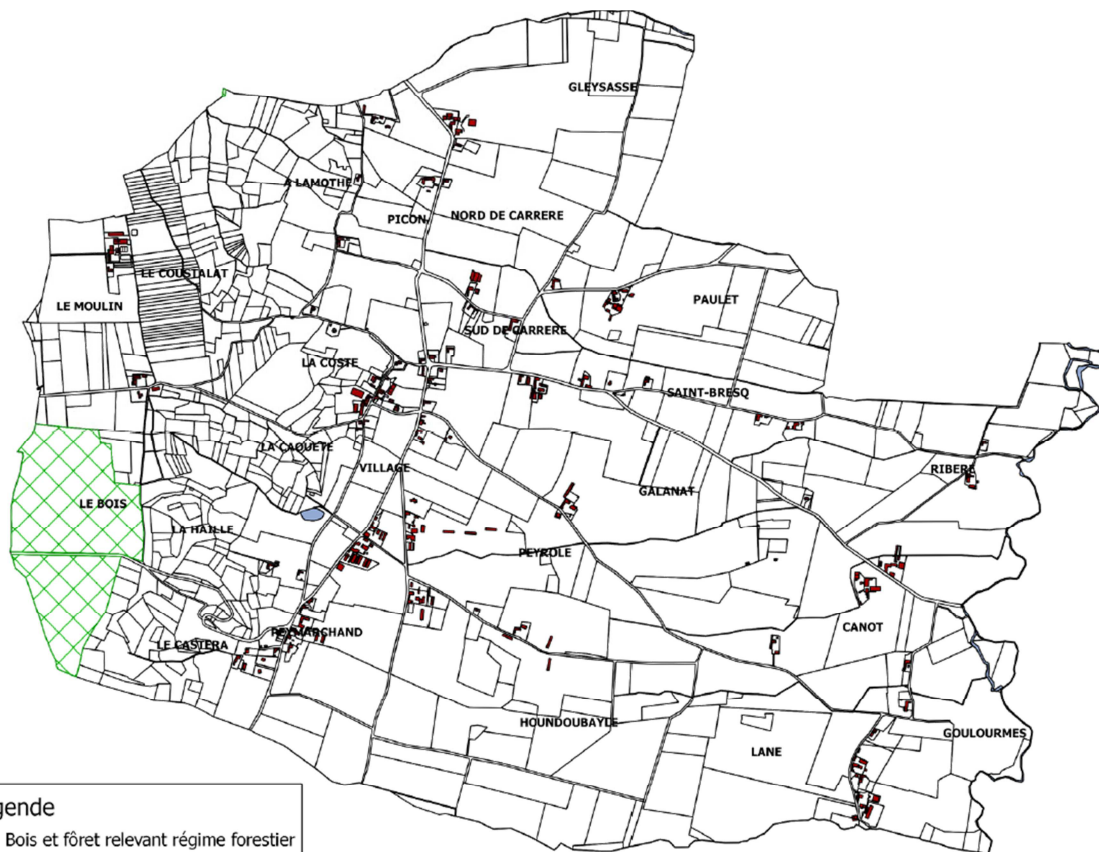 GLEYSASSE
A LAMOTHE
PICON
NORD DE CARRERE
LE COUSTALAT
LE MOULIN
PAULET
SUD DE CARRERE
LA COSTE
SAINT-BRESQ
LA CAOUETE
VILLAGE
RIBERE
GALANAT
LE BOIS
LA HAILLE
PEYROLE
CANOT
PEYMARCHAND
LE CASTERA
HOUNDOUBAYLE
GOULOURMES
LANE
gende
Bois et fôret relevant régime forestier